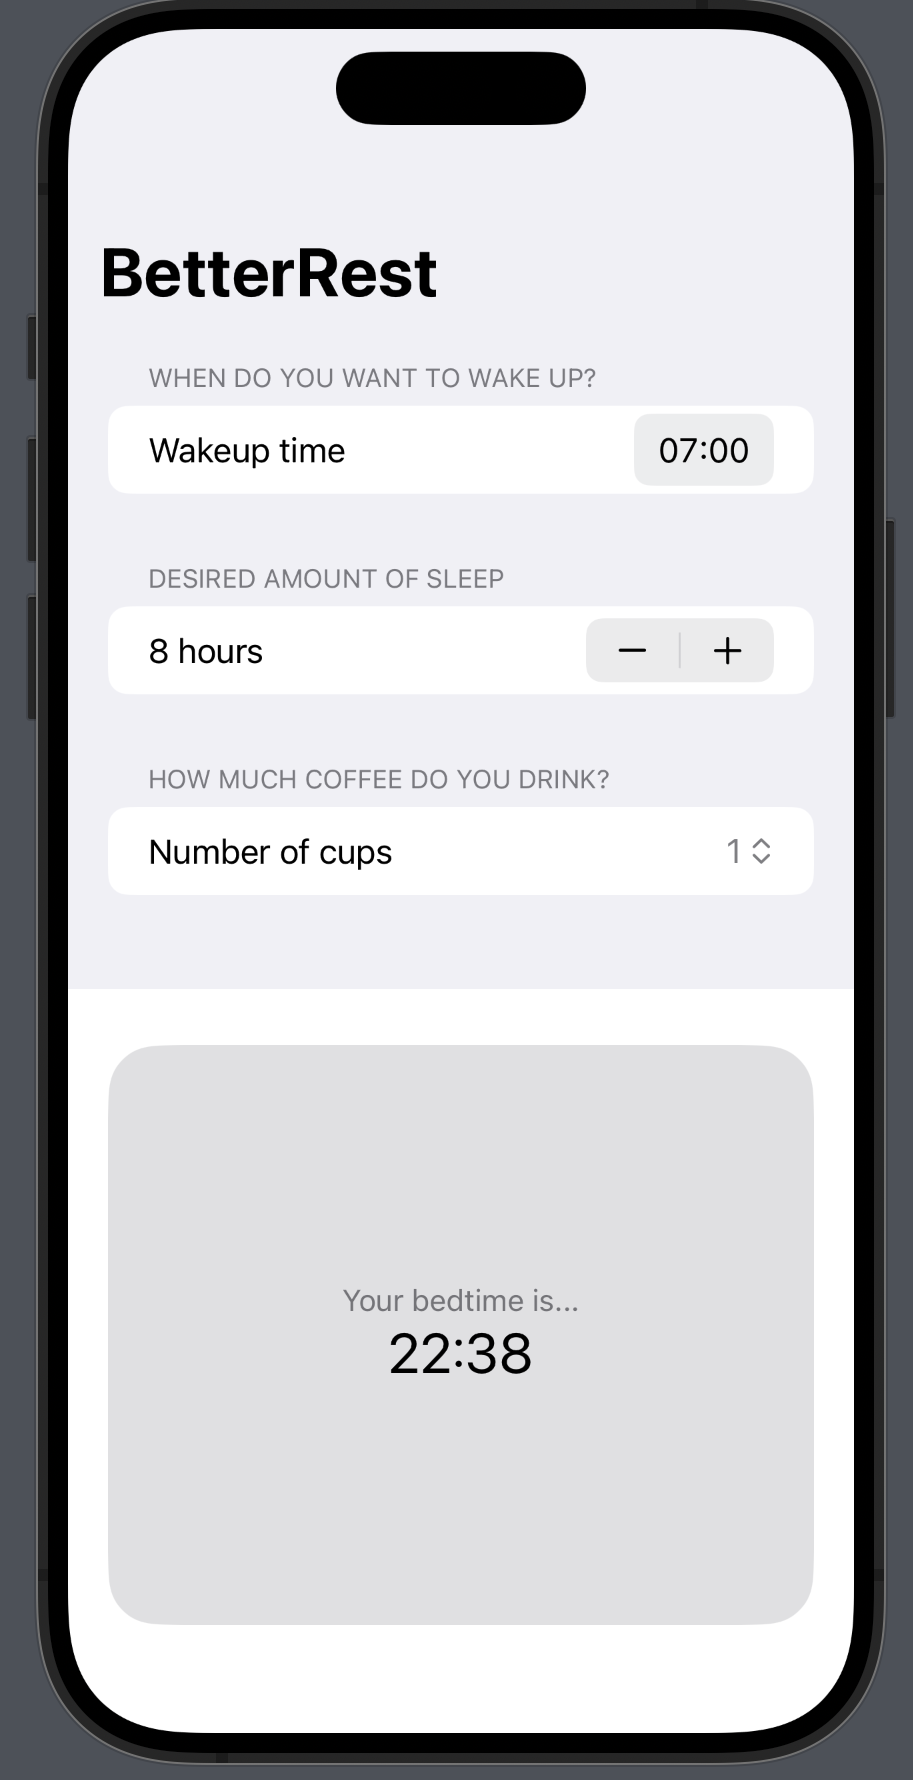 BetterRest
WHEN DO YOU WANT TO WAKE UP?
Wakeup time 07:00
DESIRED AMOUNT OF SLEEP
8 hours − +
HOW MUCH COFFEE DO YOU DRINK?
Number of cups 1
Your bedtime is...
22:38